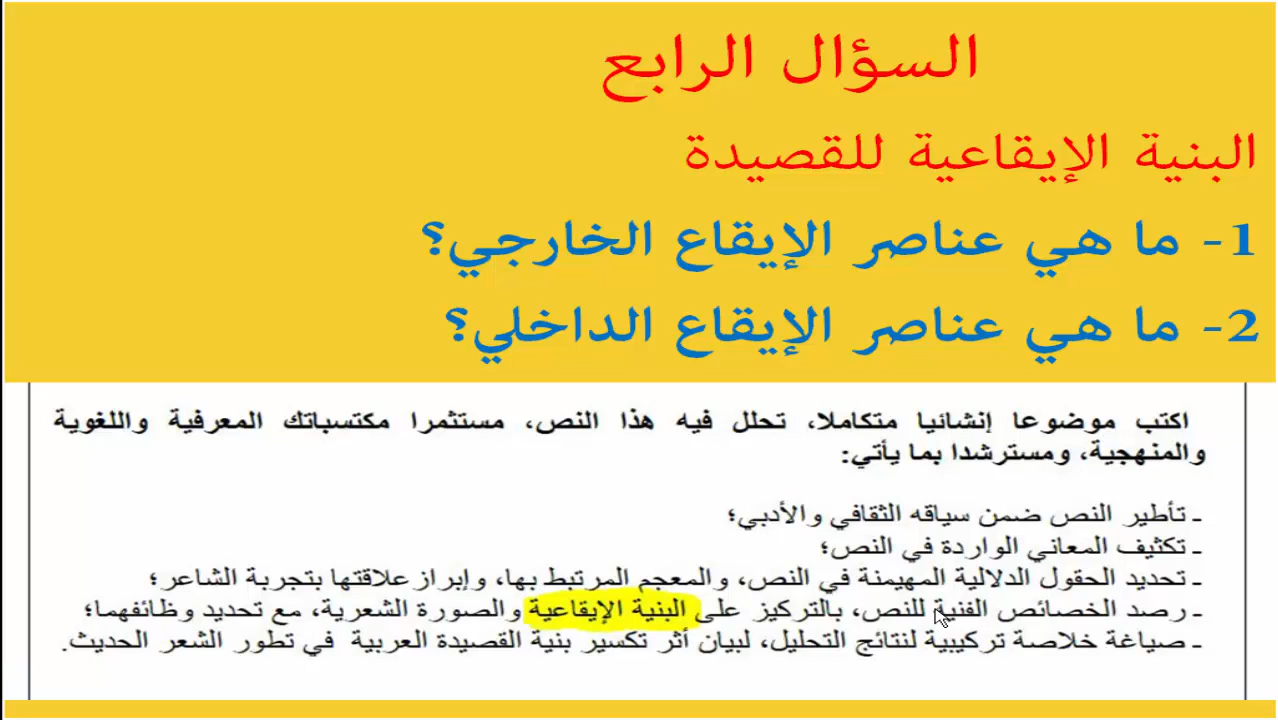 السؤال الرابع
البنية الإيقاعية للقصيدة
1- ما هي عناصر الإيقاع الخارجي؟
2- ما هي عناصر الإيقاع الداخلي؟
اكتب موضوعا إنشائيا متكاملا، تحلل فيه هذا النص، مستثمرا مكتسباتك المعرفية واللغوية
والمنهجية، ومسترشدا بما يأتي:
ـ تأطير النص ضمن سياقه الثقافي والأدبي؛
ـ تكثيف المعاني الواردة في النص؛
ـ تحديد الحقول الدلالية المهيمنة في النص، والمعجم المرتبط بها، وإبراز علاقتها بتجربة الشاعر؛
ـ رصد الخصائص الفنية للنص، بالتركيز على البنية الإيقاعية والصورة الشعرية، مع تحديد وظائفهما؛
ـ صياغة خلاصة تركيبية لنتائج التحليل، لبيان أثر تكسير بنية القصيدة العربية في تطور الشعر الحديث.